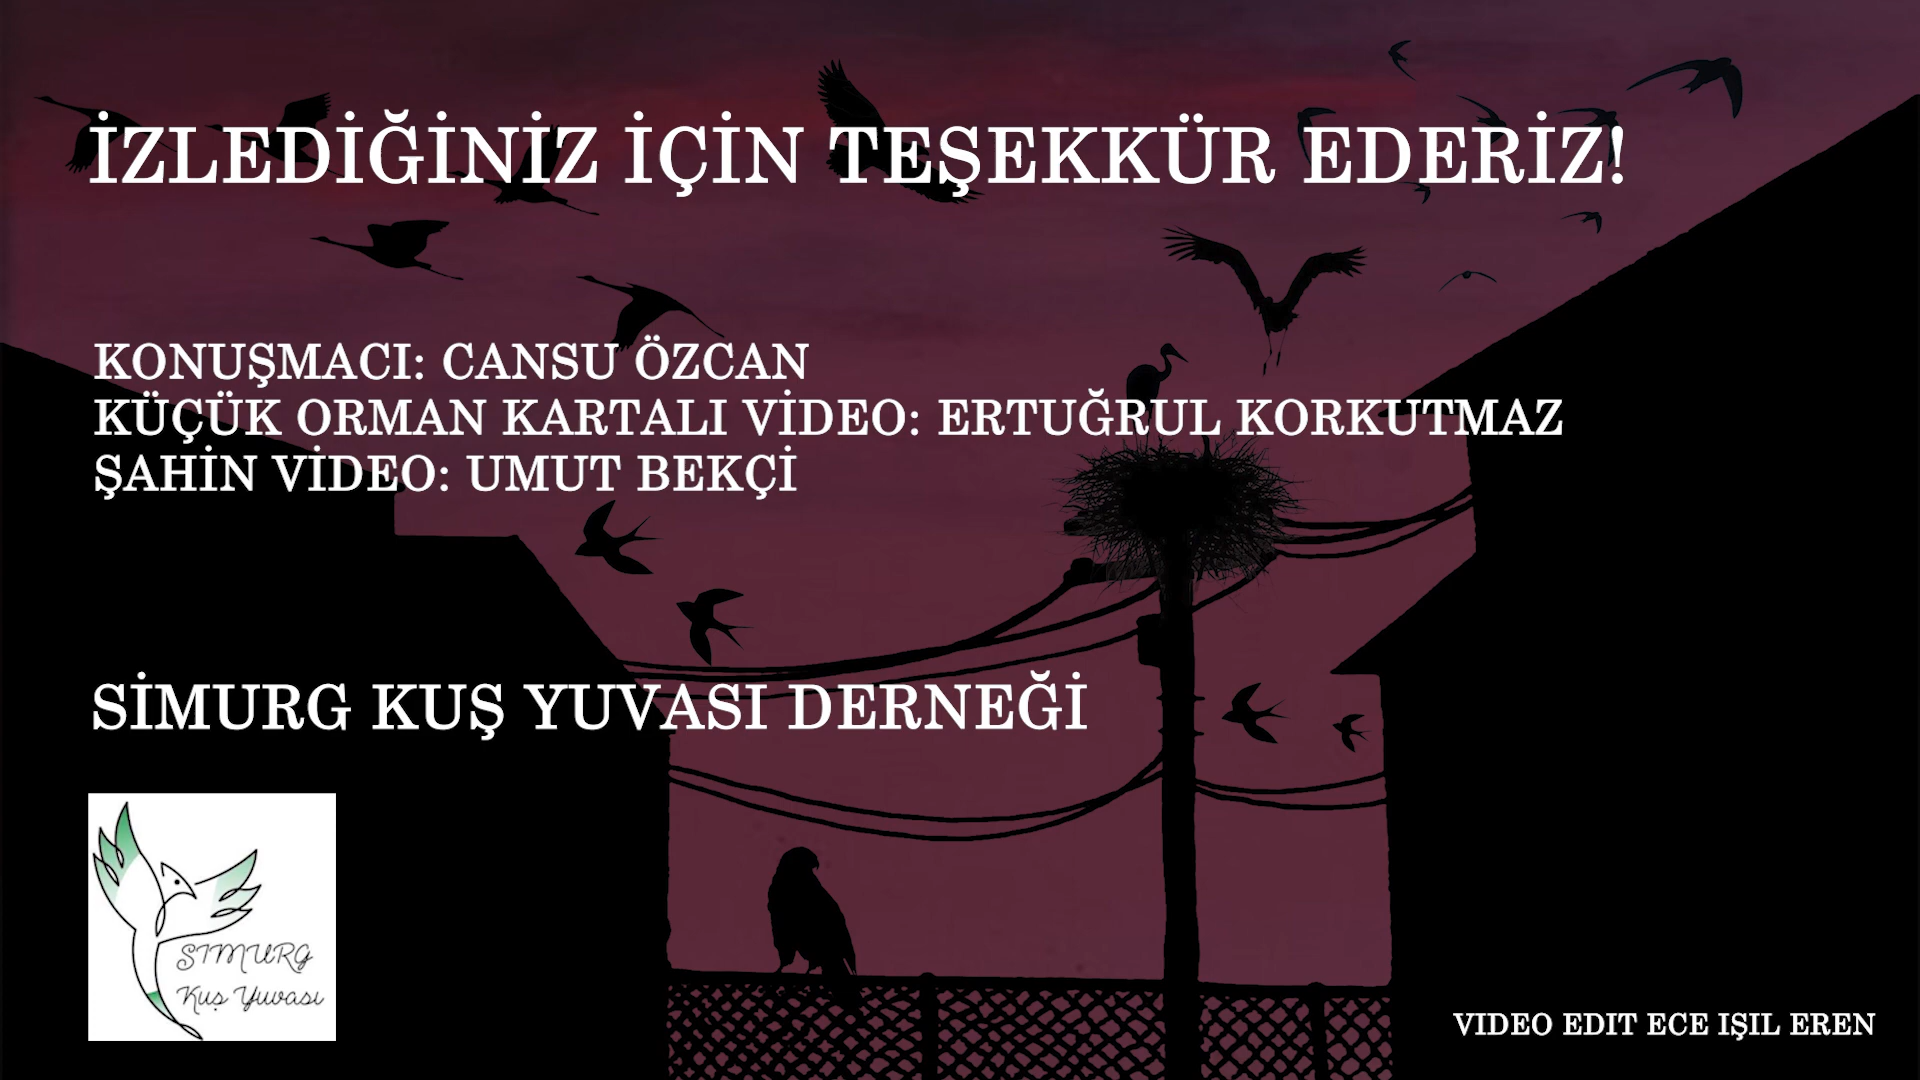 İZLEDİĞİNİZ İÇİN TEŞEKKÜR EDERİZ!
KONUŞMACI: CANSU ÖZCAN
KÜÇÜK ORMAN KARTALI VİDEO: ERTUĞRUL KORKUTMAZ
ŞAHİN VİDEO: UMUT BEKÇİ
SİMURG KUŞ YUVASI DERNEĞİ
SIMURG
Kuş Yuvası
VIDEO EDIT ECE IŞIL EREN